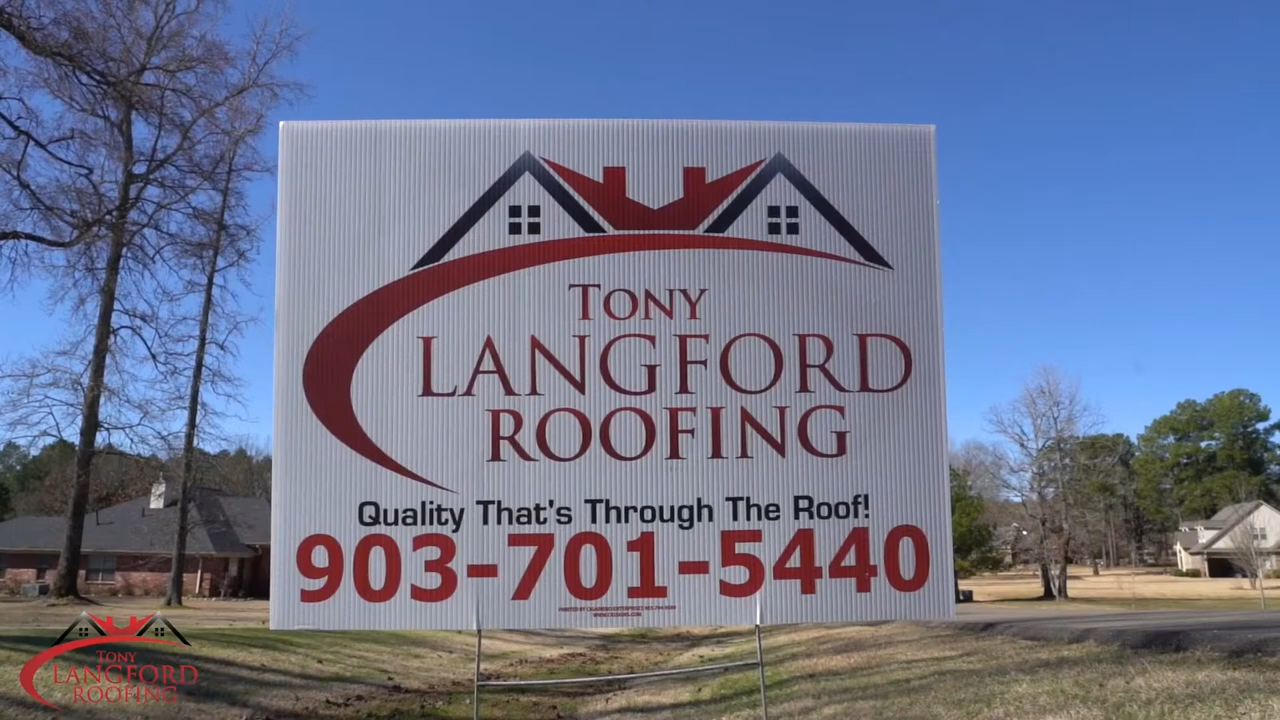 TONY
LANGFORD
ROOFING
Quality That's Through The Roof!
903-701-5440
TONY
LANGFORD
ROOFING